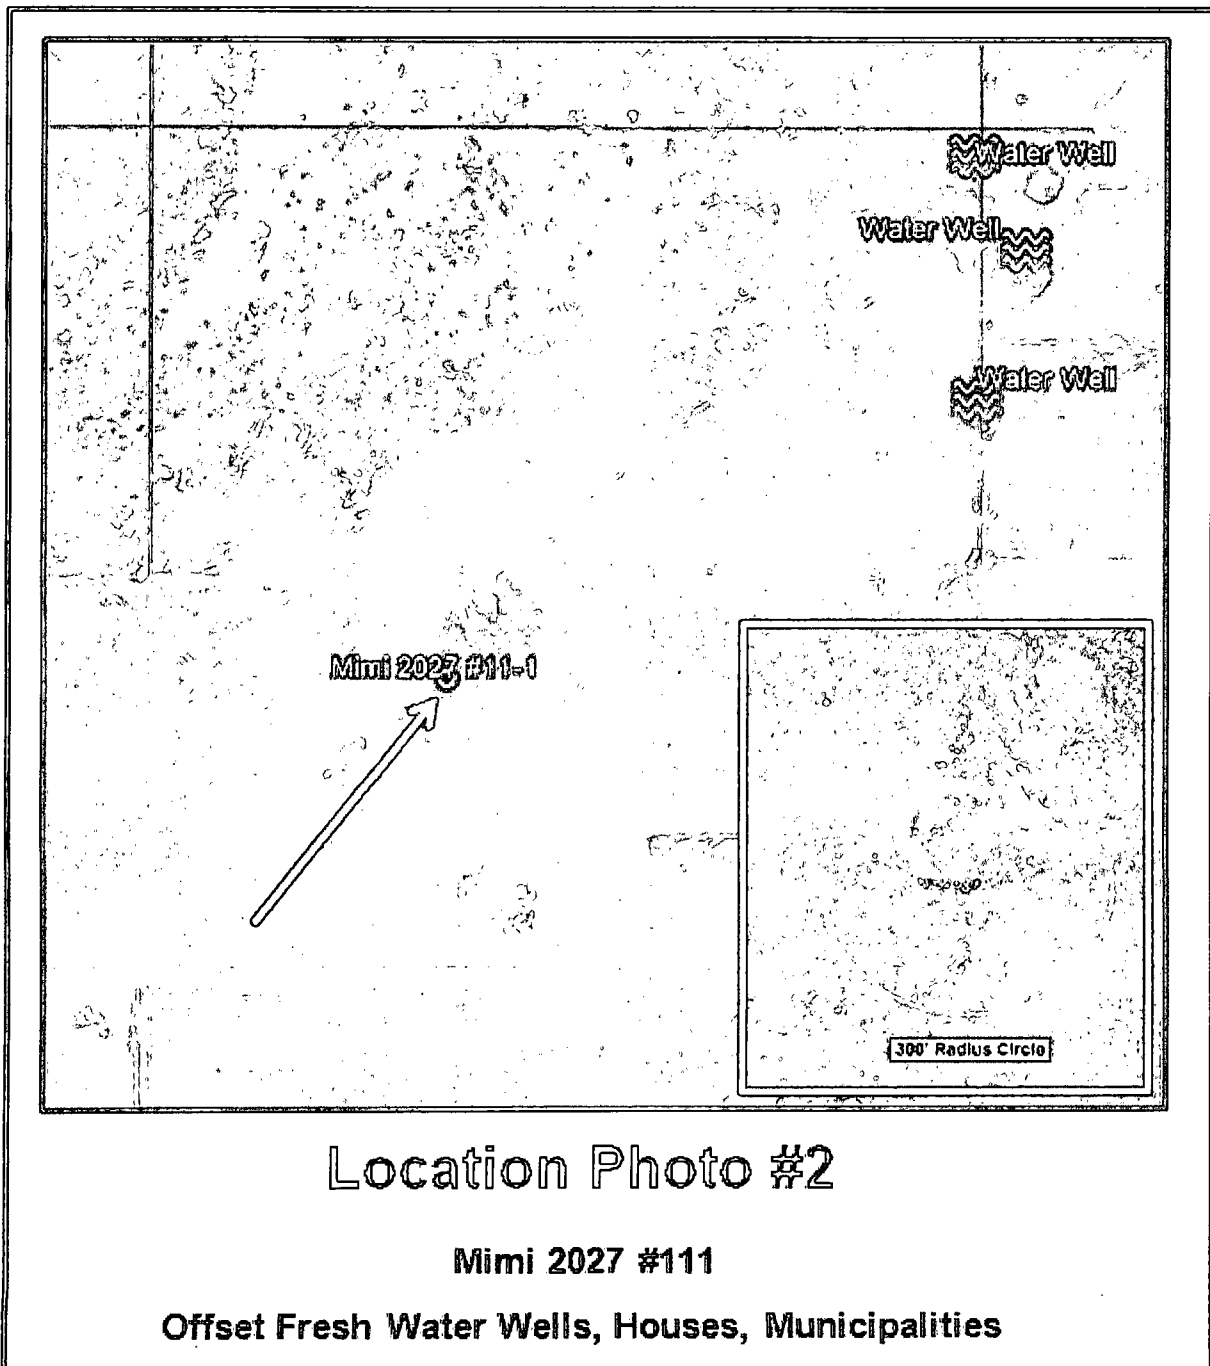 Water Well
Water Well
Water Well
Mimi 2027 #11-1
300' Radius Circle
Location Photo #2
Mimi 2027 #111
Offset Fresh Water Wells, Houses, Municipalities